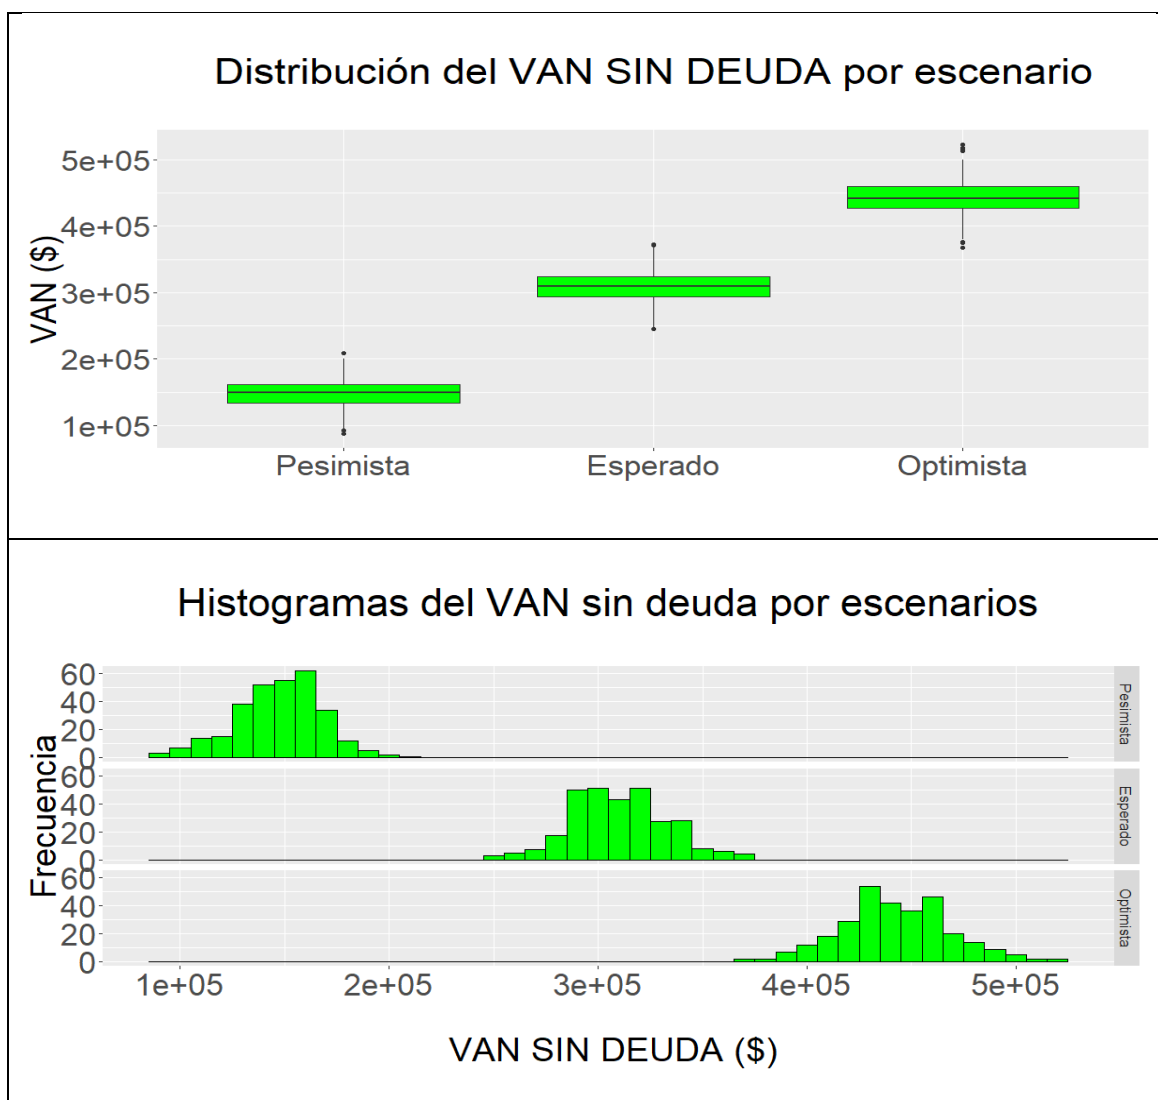 Distribución del VAN SIN DEUDA por escenario
VAN ($)
5e+05
4e+05
3e+05
2e+05
1e+05
Pesimista Esperado Optimista
Histogramas del VAN sin deuda por escenarios
Frecuencia
60
40
20
0
Pesimista
60
40
20
0
Esperado
60
40
20
0
Optimista
1e+05 2e+05 3e+05 4e+05 5e+05
VAN SIN DEUDA ($)